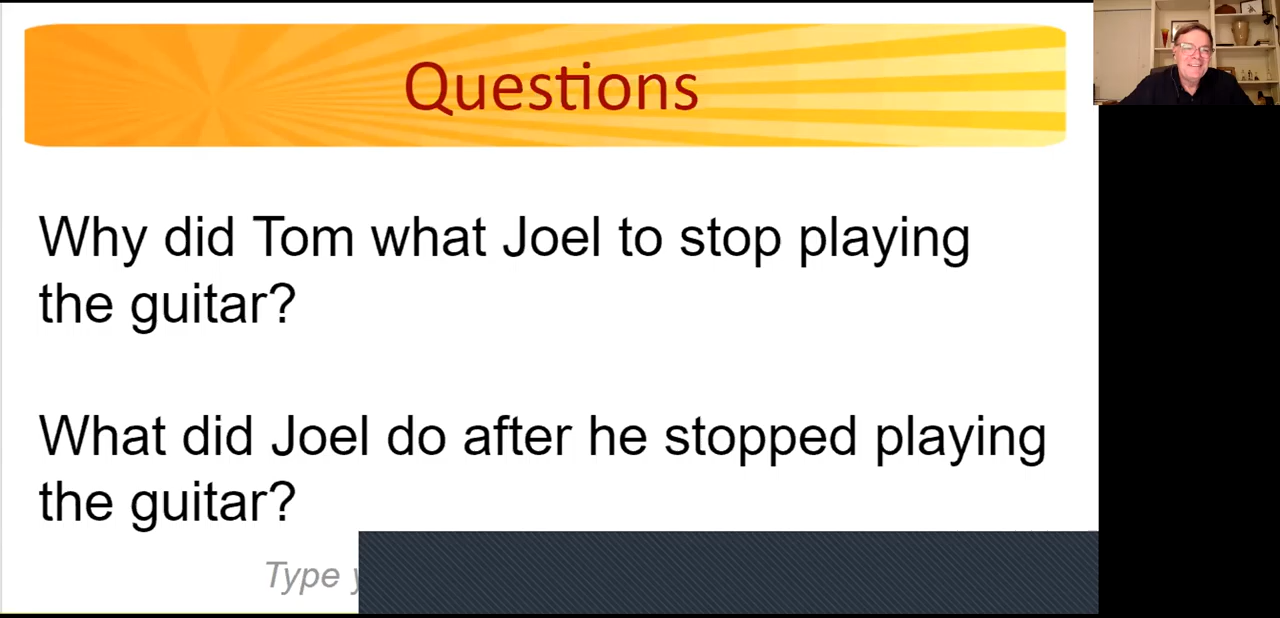 Questions
Why did Tom what Joel to stop playing
the guitar?
What did Joel do after he stopped playing
the guitar?
Type